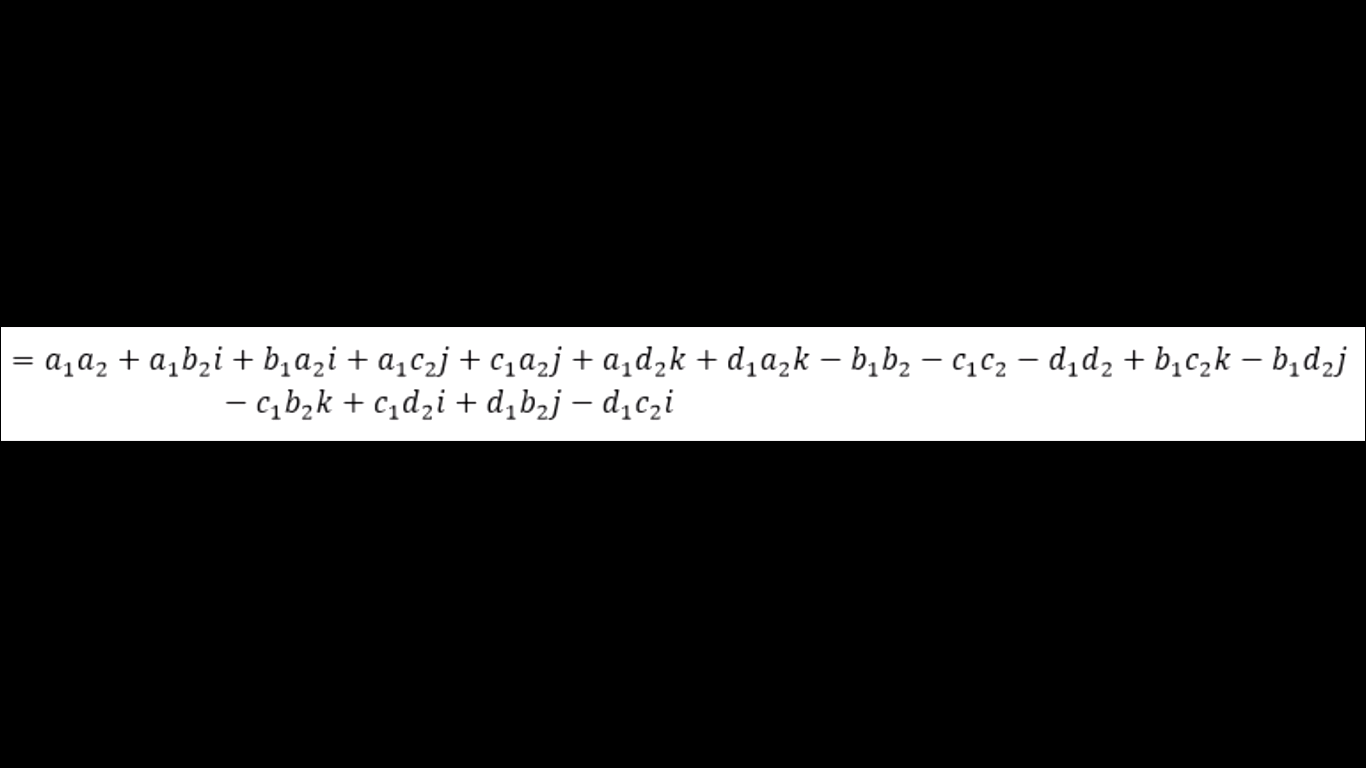 = a₁a₂ + a₁b₂i + b₁a₂i + a₁c₂j + c₁a₂j + a₁d₂k + d₁a₂k − b₁b₂ − c₁c₂ − d₁d₂ + b₁c₂k − b₁d₂j
− c₁b₂k + c₁d₂i + d₁b₂j − d₁c₂i